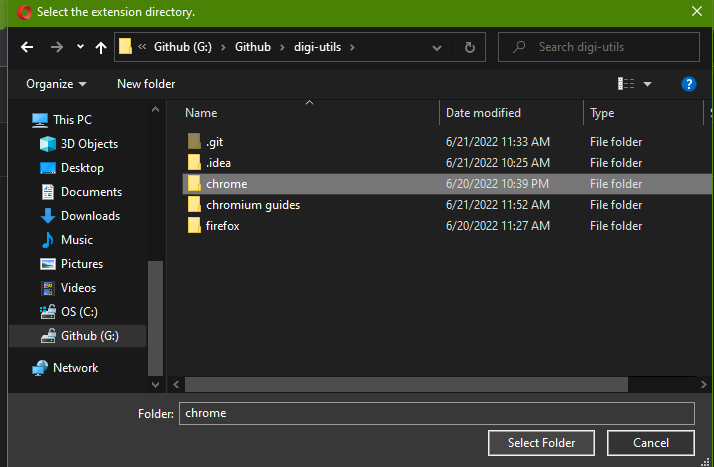 Select the extension directory.
« Github (G:) › Github › digi-utils ›
Search digi-utils
Organize
New folder
Name Date modified Type
.git 6/21/2022 11:33 AM File folder
.idea 6/21/2022 10:25 AM File folder
chrome 6/20/2022 10:39 PM File folder
chromium guides 6/21/2022 11:52 AM File folder
firefox 6/20/2022 11:27 AM File folder
This PC
3D Objects
Desktop
Documents
Downloads
Music
Pictures
Videos
OS (C:)
Github (G:)
Network
Folder: chrome
Select Folder
Cancel